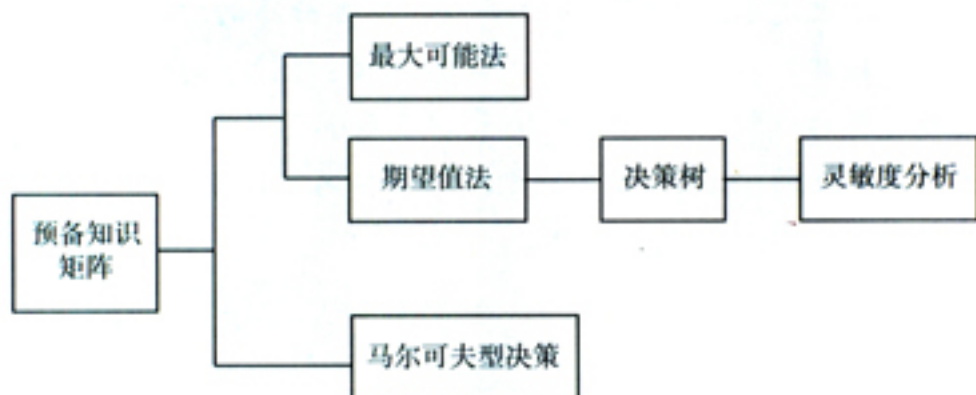 最大可能法
期望值法
决策树
灵敏度分析
预备知识
矩阵
马尔可夫型决策